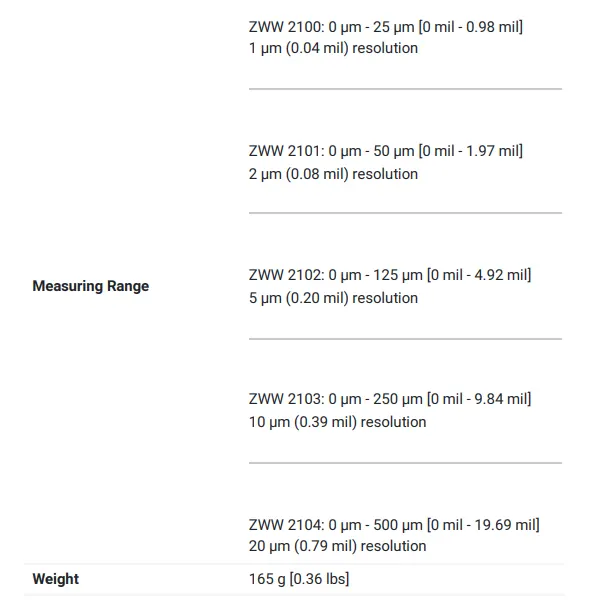 ZWW 2100: 0 µm - 25 µm [0 mil - 0.98 mil]
1 µm (0.04 mil) resolution
ZWW 2101: 0 µm - 50 µm [0 mil - 1.97 mil]
2 µm (0.08 mil) resolution
Measuring Range
ZWW 2102: 0 µm - 125 µm [0 mil - 4.92 mil]
5 µm (0.20 mil) resolution
ZWW 2103: 0 µm - 250 µm [0 mil - 9.84 mil]
10 µm (0.39 mil) resolution
ZWW 2104: 0 µm - 500 µm [0 mil - 19.69 mil]
20 µm (0.79 mil) resolution
Weight 165 g [0.36 lbs]